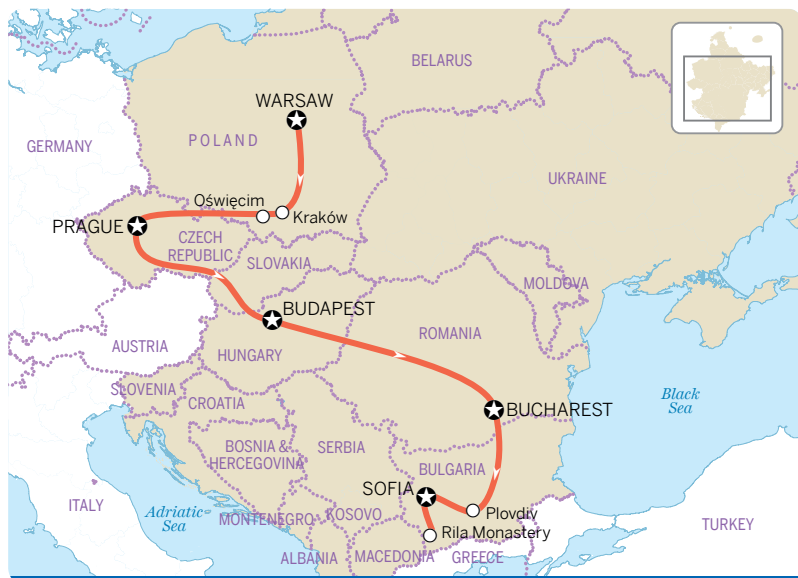 BELARUS
WARSAW
POLAND
GERMANY
UKRAINE
Oświęcim
Kraków
PRAGUE
CZECH
REPUBLIC
SLOVAKIA
MOLDOVA
BUDAPEST
ROMANIA
AUSTRIA
HUNGARY
SLOVENIA
CROATIA
Black
Sea
BUCHAREST
BOSNIA &
HERCEGOVINA
SERBIA
BULGARIA
SOFIA
ITALY
Adriatic
Sea
MONTENEGRO
KOSOVO
Plovdiv
TURKEY
Rila Monastery
ALBANIA
MACEDONIA
GREECE